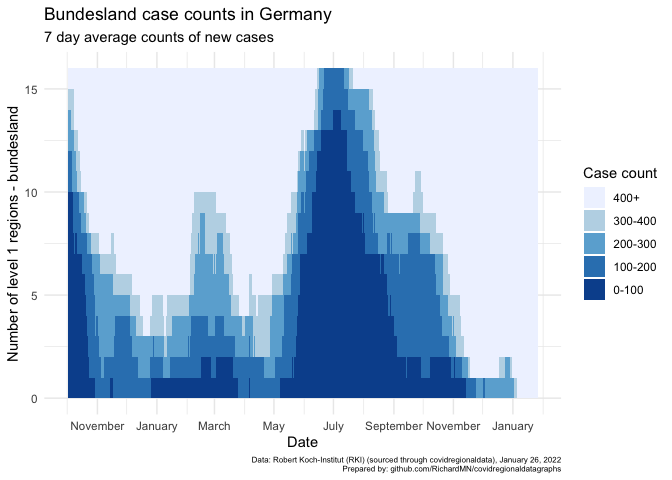 Bundesland case counts in Germany
7 day average counts of new cases
Number of level 1 regions - bundesland
15
10
5
0
November January March May July September November January
Date
Case count
400+
300-400
200-300
100-200
0-100
Data: Robert Koch-Institut (RKI) (sourced through covidregionaldata), January 26, 2022
Prepared by: github.com/RichardMN/covidregionaldatagraphs